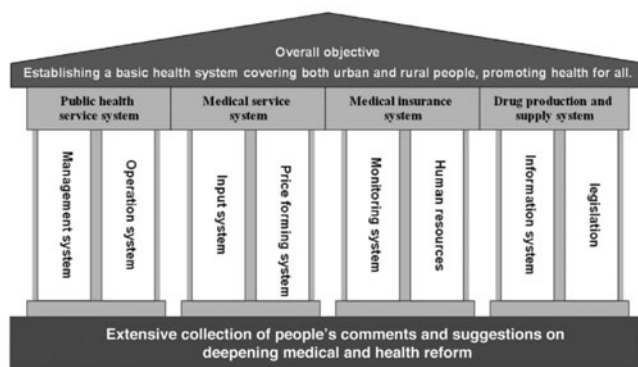 Overall objective
Establishing a basic health system covering both urban and rural people, promoting health for all.
Public health
service system
Medical service
system
Medical insurance
system
Drug production and
supply system
Management system
Operation system
Input system
Price forming system
Monitoring system
Human resources
Information system
legislation
Extensive collection of people's comments and suggestions on
deepening medical and health reform